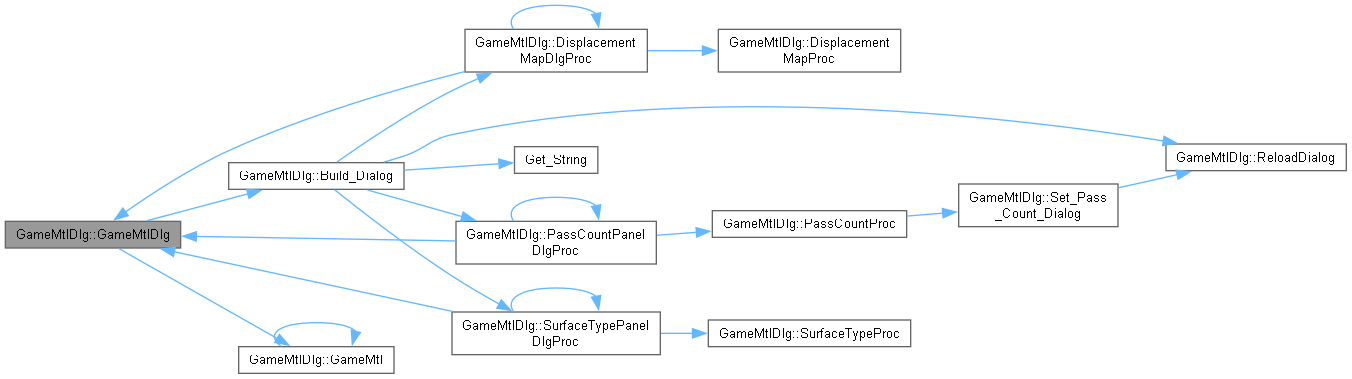 GameMtlDlg::Displacement
MapDlgProc
GameMtlDlg::Displacement
MapProc
GameMtlDlg::ReloadDialog
Get_String
GameMtlDlg::Build_Dialog
GameMtlDlg::Set_Pass
_Count_Dialog
GameMtlDlg::GameMtlDlg
GameMtlDlg::PassCountPanel
DlgProc
GameMtlDlg::PassCountProc
GameMtlDlg::SurfaceTypePanel
DlgProc
GameMtlDlg::SurfaceTypeProc
GameMtlDlg::GameMtl